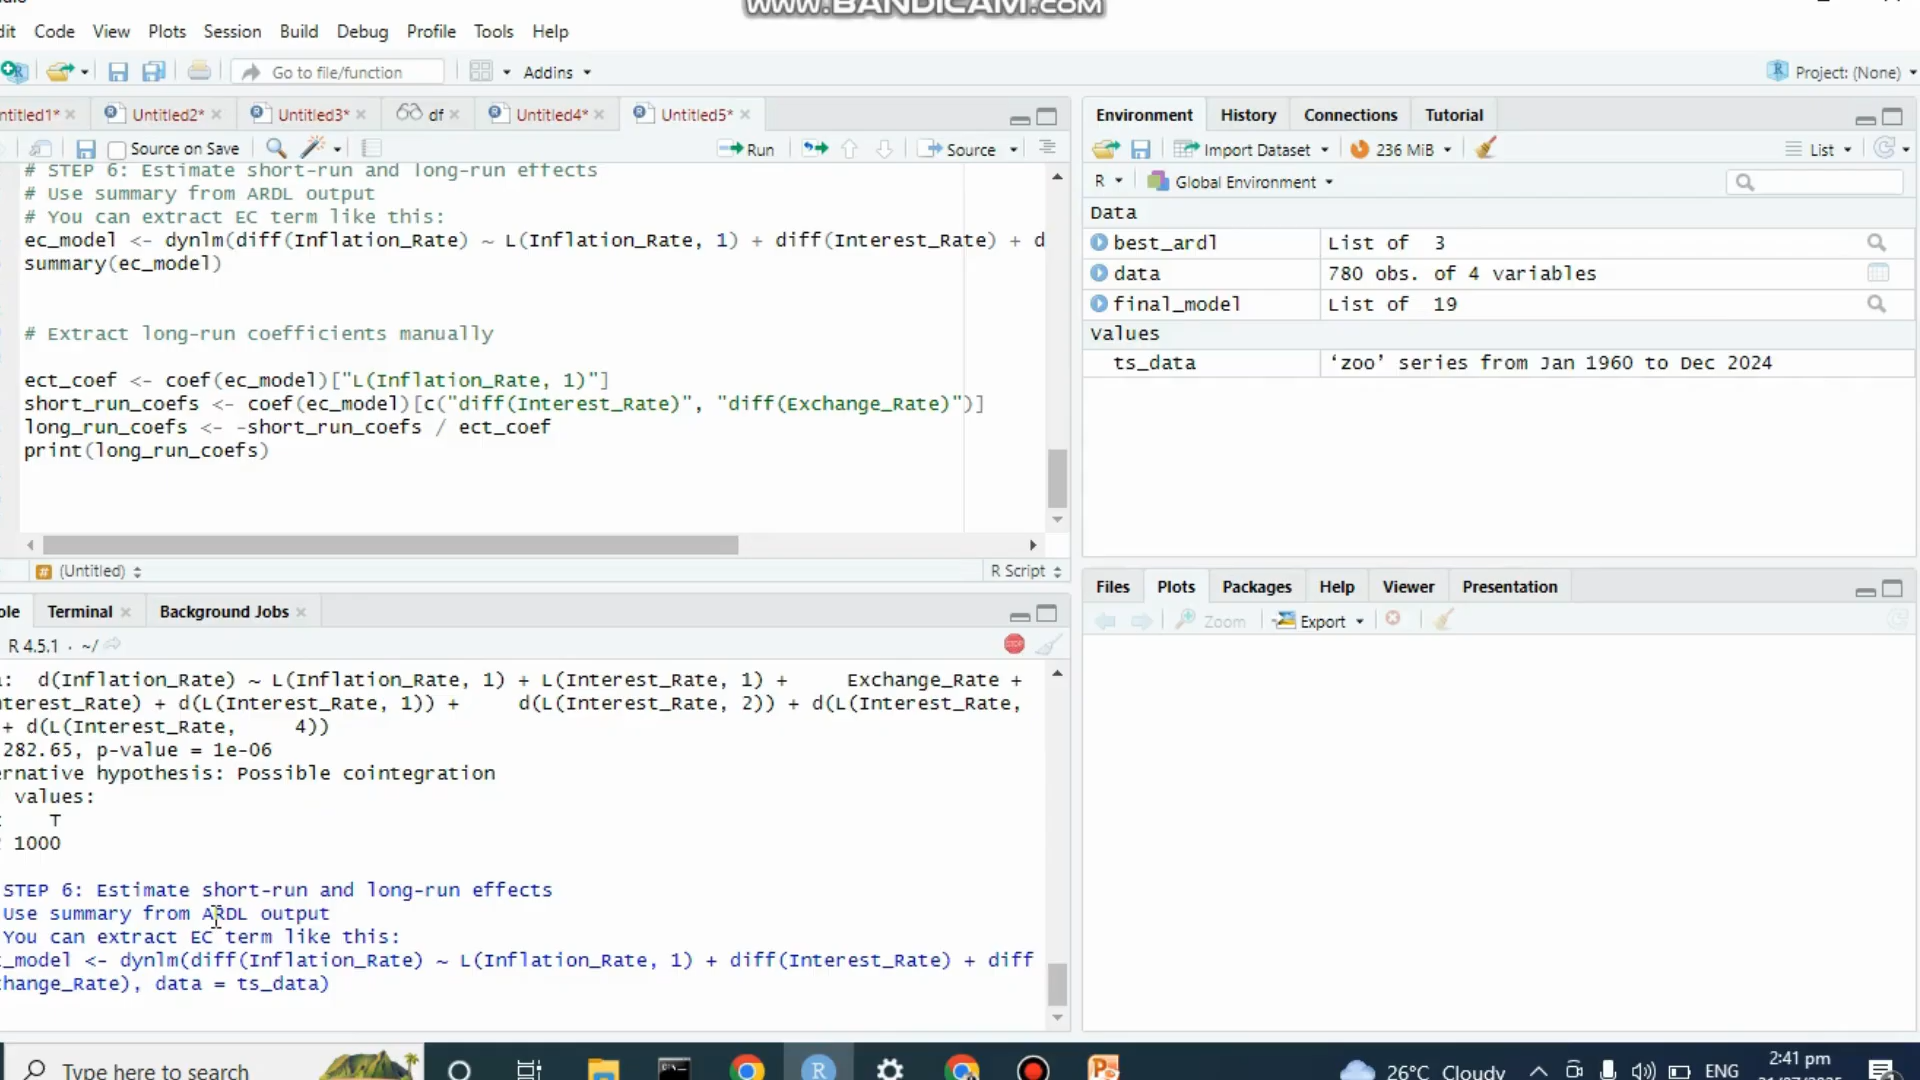 www.BANDICAM.com
dit Code View Plots Session Build Debug Profile Tools Help
Go to file/function
Addins
Project: (None)
ntitled1* Untitled2* Untitled3* df Untitled4* Untitled5*
Source on Save
Run
Source
# STEP 6: Estimate short-run and long-run effects
# Use summary from ARDL output
# You can extract EC term like this:
ec_model <- dynlm(diff(Inflation_Rate) ~ L(Inflation_Rate, 1) + diff(Interest_Rate) + d
summary(ec_model)
# Extract long-run coefficients manually
ect_coef <- coef(ec_model)["L(Inflation_Rate, 1)"]
short_run_coefs <- coef(ec_model)[c("diff(Interest_Rate)", "diff(Exchange_Rate)")]
long_run_coefs <- -short_run_coefs / ect_coef
print(long_run_coefs)
(Untitled)
R Script
Environment History Connections Tutorial
Import Dataset
236 MiB
List
R
Global Environment
Data
best_ardl List of 3
data 780 obs. of 4 variables
final_model List of 19
Values
ts_data ‘zoo’ series from Jan 1960 to Dec 2024
Files Plots Packages Help Viewer Presentation
Zoom
Export
ole Terminal Background Jobs
R 4.5.1 · ~/
: d(Inflation_Rate) ~ L(Inflation_Rate, 1) + L(Interest_Rate, 1) + Exchange_Rate +
nterest_Rate) + d(L(Interest_Rate, 1)) + d(L(Interest_Rate, 2)) + d(L(Interest_Rate,
+ d(L(Interest_Rate, 4))
282.65, p-value = 1e-06
ernative hypothesis: Possible cointegration
values:
T
1000
STEP 6: Estimate short-run and long-run effects
Use summary from ARDL output
You can extract EC term like this:
c_model <- dynlm(diff(Inflation_Rate) ~ L(Inflation_Rate, 1) + diff(Interest_Rate) + diff
change_Rate), data = ts_data)
Type here to search
26°C Cloudy
ENG
2:41 pm